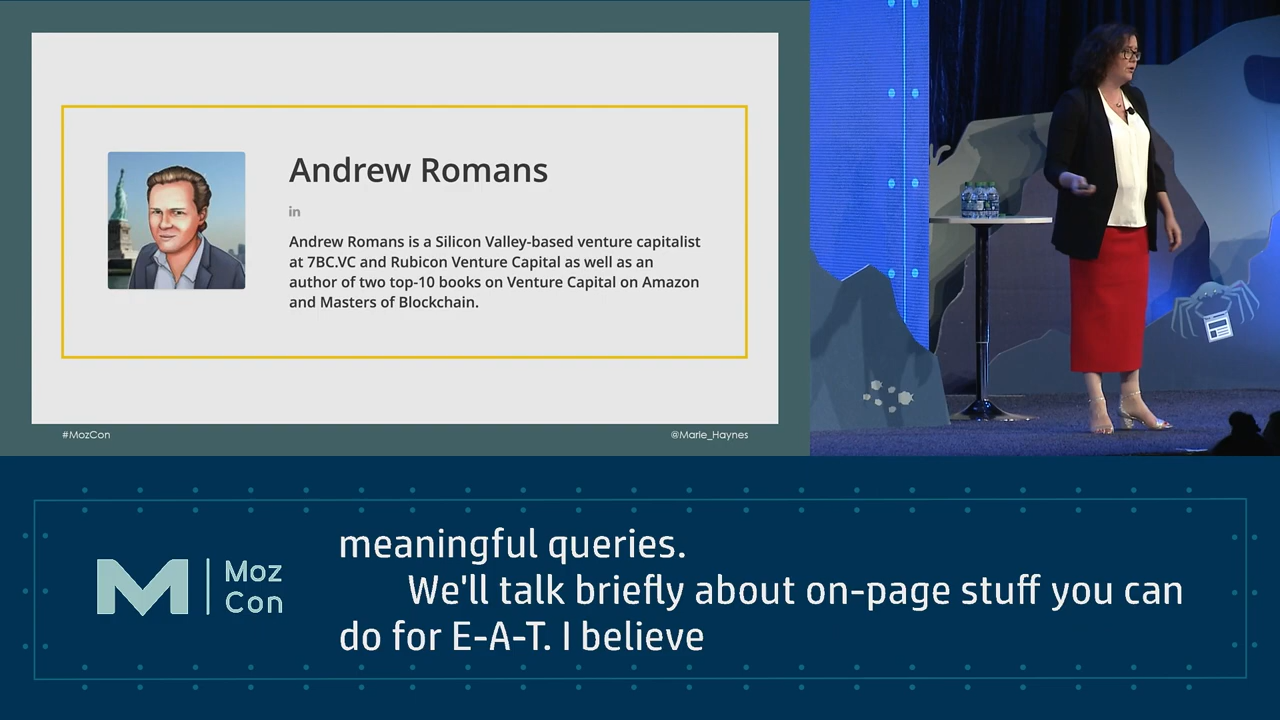 Andrew Romans
in
Andrew Romans is a Silicon Valley-based venture capitalist
at 7BC.VC and Rubicon Venture Capital as well as an
author of two top-10 books on Venture Capital on Amazon
and Masters of Blockchain.
#MozCon
@Marie_Haynes
Moz
Con
meaningful queries.
We'll talk briefly about on-page stuff you can
do for E-A-T. I believe